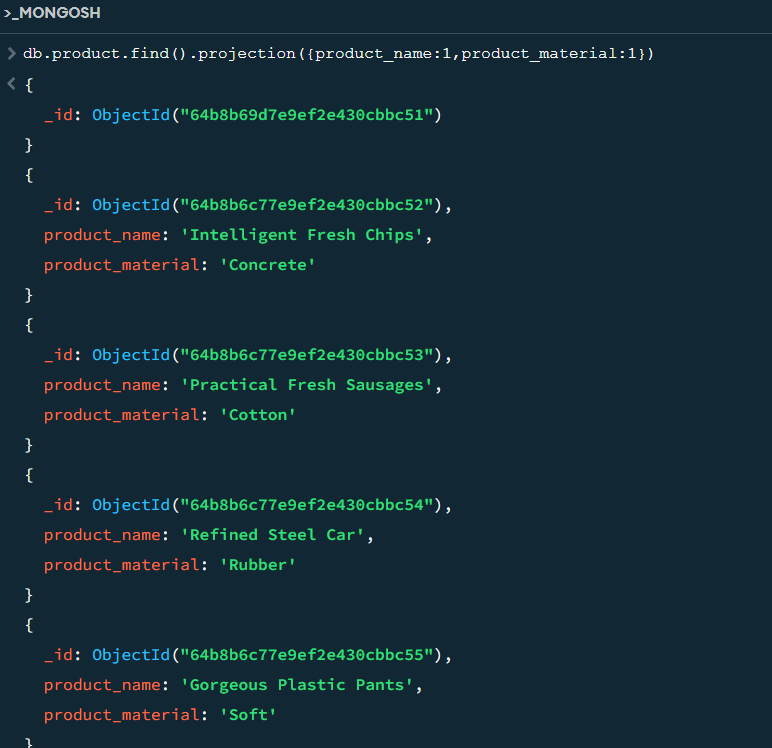 >_MONGOSH
> db.product.find().projection({product_name:1,product_material:1})
< {
_id: ObjectId("64b8b69d7e9ef2e430cbbc51")
}
{
_id: ObjectId("64b8b6c77e9ef2e430cbbc52"),
product_name: 'Intelligent Fresh Chips',
product_material: 'Concrete'
}
{
_id: ObjectId("64b8b6c77e9ef2e430cbbc53"),
product_name: 'Practical Fresh Sausages',
product_material: 'Cotton'
}
{
_id: ObjectId("64b8b6c77e9ef2e430cbbc54"),
product_name: 'Refined Steel Car',
product_material: 'Rubber'
}
{
_id: ObjectId("64b8b6c77e9ef2e430cbbc55"),
product_name: 'Gorgeous Plastic Pants',
product_material: 'Soft'
}